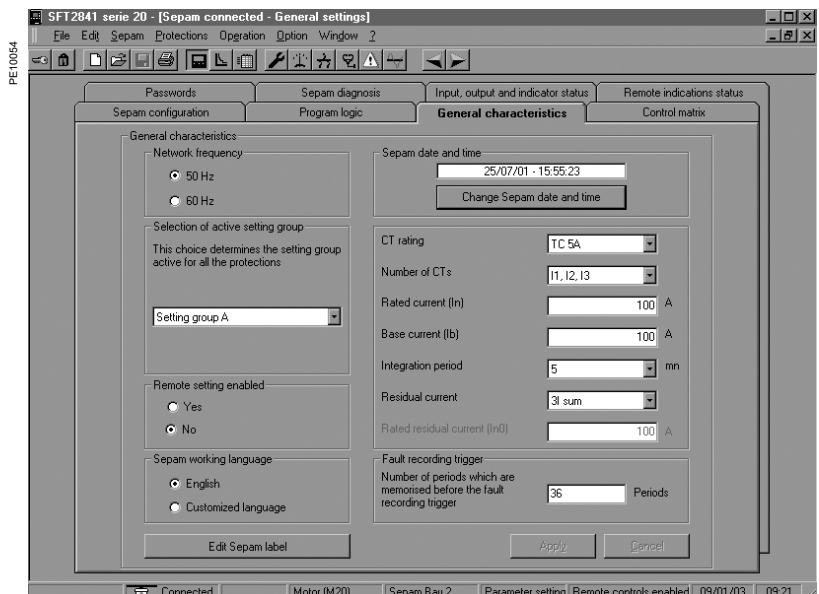 PE10054
SFT2841 serie 20 - [Sepam connected - General settings]
File Edit Sepam Protections Operation Option Window ?
Passwords Sepam diagnosis Input, output and indicator status Remote indications status
Sepam configuration Program logic General characteristics Control matrix
General characteristics
Network frequency
50 Hz
60 Hz
Selection of active setting group
This choice determines the setting group
active for all the protections
Setting group A
Remote setting enabled
Yes
No
Sepam working language
English
Customized language
Edit Sepam label
Sepam date and time
25/07/01 - 15:55:23
Change Sepam date and time
CT rating TC 5A
Number of CTs I1, I2, I3
Rated current (In) 100 A
Base current (Ib) 100 A
Integration period 5 mn
Residual current 3I sum
Rated residual current (In0) 100 A
Fault recording trigger
Number of periods which are
memorised before the fault
recording trigger
36 Periods
Apply Cancel
Connected Motor (M20) Sepam Bau 2 Parameter setting Remote controls enabled 09/01/03 09:21